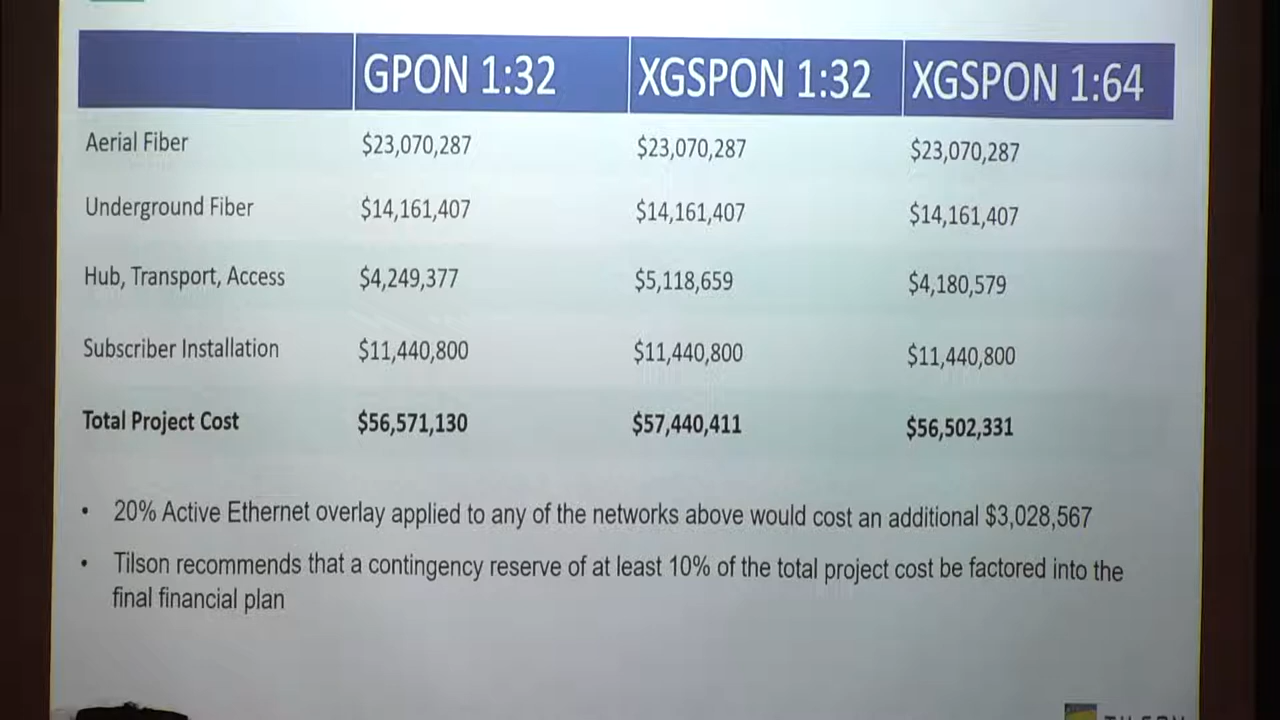 GPON 1:32 XGSPON 1:32 XGSPON 1:64
Aerial Fiber $23,070,287 $23,070,287 $23,070,287
Underground Fiber $14,161,407 $14,161,407 $14,161,407
Hub, Transport, Access $4,249,377 $5,118,659 $4,180,579
Subscriber Installation $11,440,800 $11,440,800 $11,440,800
Total Project Cost $56,571,130 $57,440,411 $56,502,331
• 20% Active Ethernet overlay applied to any of the networks above would cost an additional $3,028,567
• Tilson recommends that a contingency reserve of at least 10% of the total project cost be factored into the
final financial plan
TILSON